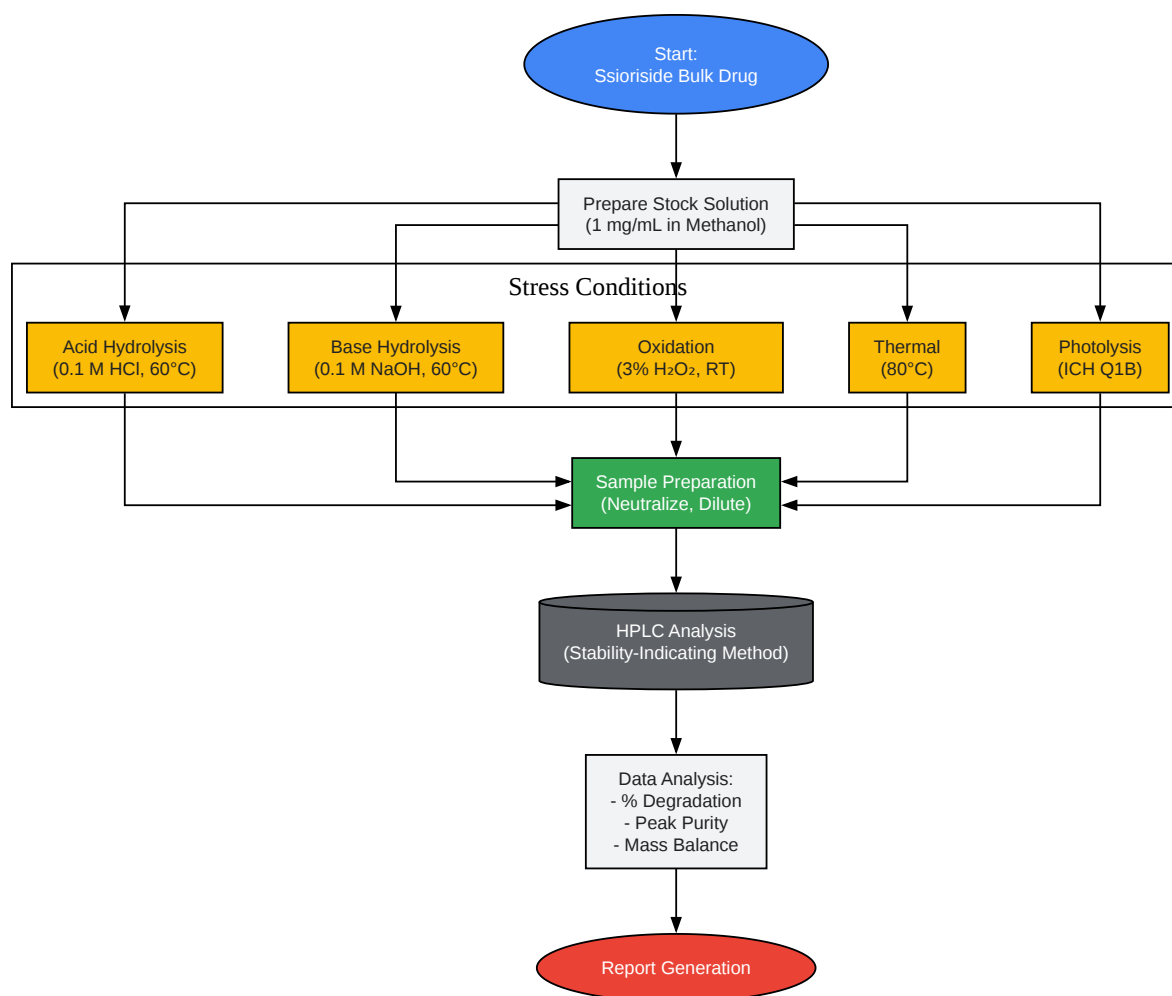 Start:
Ssioriside Bulk Drug
Prepare Stock Solution
(1 mg/mL in Methanol)
Stress Conditions
Acid Hydrolysis
(0.1 M HCl, 60°C)
Base Hydrolysis
(0.1 M NaOH, 60°C)
Oxidation
(3% H₂O₂, RT)
Thermal
(80°C)
Photolysis
(ICH Q1B)
Sample Preparation
(Neutralize, Dilute)
HPLC Analysis
(Stability-Indicating Method)
Data Analysis:
- % Degradation
- Peak Purity
- Mass Balance
Report Generation